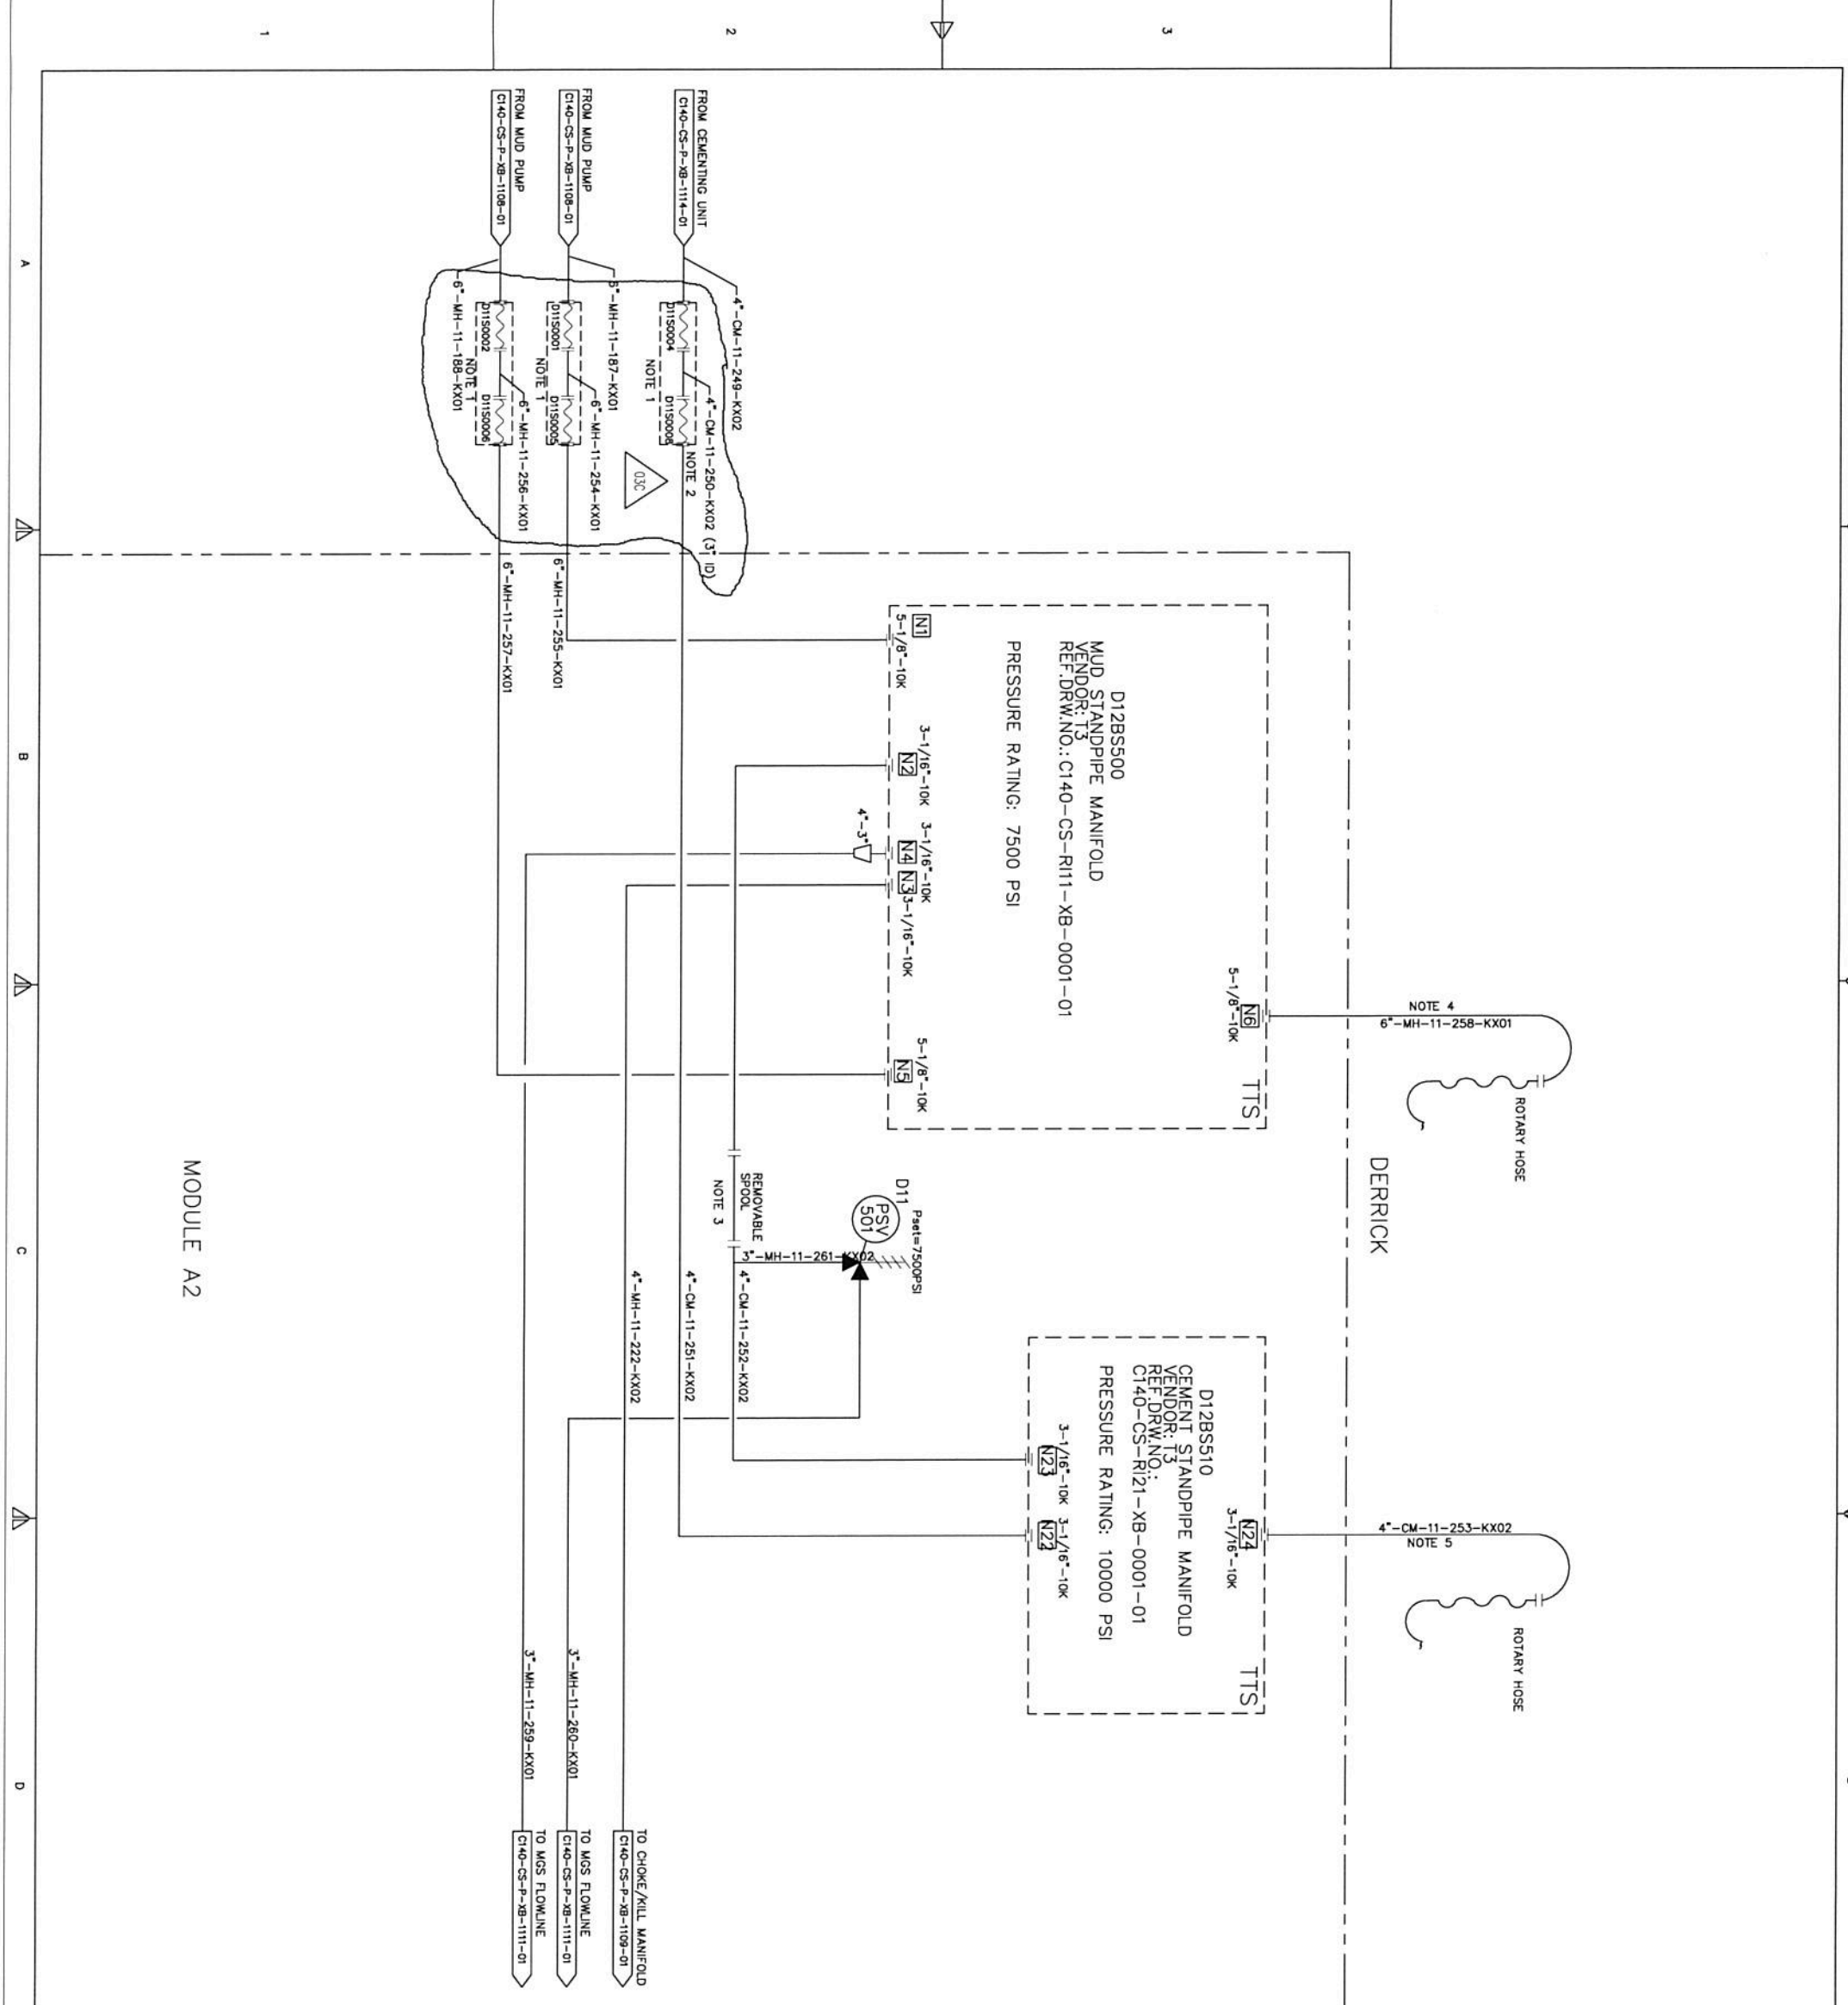 1
2
3
A
B
C
D
FROM CEMENTING UNIT
C140-CS-P-XB-1114-01
FROM MUD PUMP
C140-CS-P-XB-1108-01
FROM MUD PUMP
C140-CS-P-XB-1108-01
4"-CM-11-249-KX02
D11S0004
NOTE 1
4"-CM-11-250-KX02 (3" ID)
NOTE 2
6"-MH-11-187-KX01
D11S0001
NOTE 1
D11S0005
6"-MH-11-254-KX01
6"-MH-11-188-KX01
D11S0002
NOTE 1
D11S0006
6"-MH-11-256-KX01
03C
6"-MH-11-255-KX01
6"-MH-11-257-KX01
D12BS500
MUD STANDPIPE MANIFOLD
VENDOR: T3
REF.DRW.NO.: C140-CS-RI11-XB-0001-01
PRESSURE RATING: 7500 PSI
N1
5-1/8"-10K
N2
3-1/16"-10K
N4
3-1/16"-10K
4"-3"
N3
3-1/16"-10K
N5
5-1/8"-10K
N6
5-1/8"-10K
TTS
NOTE 4
6"-MH-11-258-KX01
ROTARY HOSE
DERRICK
REMOVABLE
SPOOL
NOTE 3
D11
PSV
501
Pset=7500PSI
3"-MH-11-261-KX02
4"-CM-11-252-KX02
4"-CM-11-251-KX02
4"-MH-11-222-KX02
D12BS510
CEMENT STANDPIPE MANIFOLD
VENDOR: T3
REF.DRW.NO.:
C140-CS-RI21-XB-0001-01
PRESSURE RATING: 10000 PSI
N23
3-1/16"-10K
N22
3-1/16"-10K
N24
3-1/16"-10K
TTS
4"-CM-11-253-KX02
NOTE 5
ROTARY HOSE
3"-MH-11-260-KX01
3"-MH-11-259-KX01
TO CHOKE/KILL MANIFOLD
C140-CS-P-XB-1109-01
TO MGS FLOWLINE
C140-CS-P-XB-1111-01
TO MGS FLOWLINE
C140-CS-P-XB-1111-01
MODULE A2